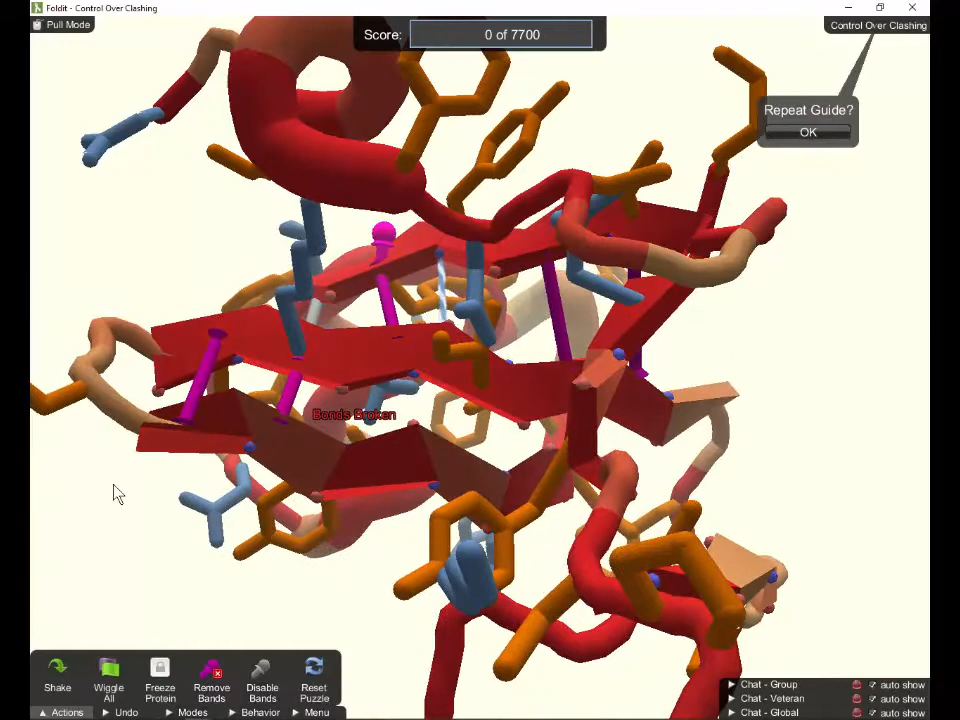 Foldit - Control Over Clashing
Pull Mode
Score: 0 of 7700
Control Over Clashing
Repeat Guide?
OK
Bonds Broken
Shake
Wiggle All
Freeze Protein
Remove Bands
Disable Bands
Reset Puzzle
Actions Undo Modes Behavior Menu
Chat - Group auto show
Chat - Veteran auto show
Chat - Global auto show